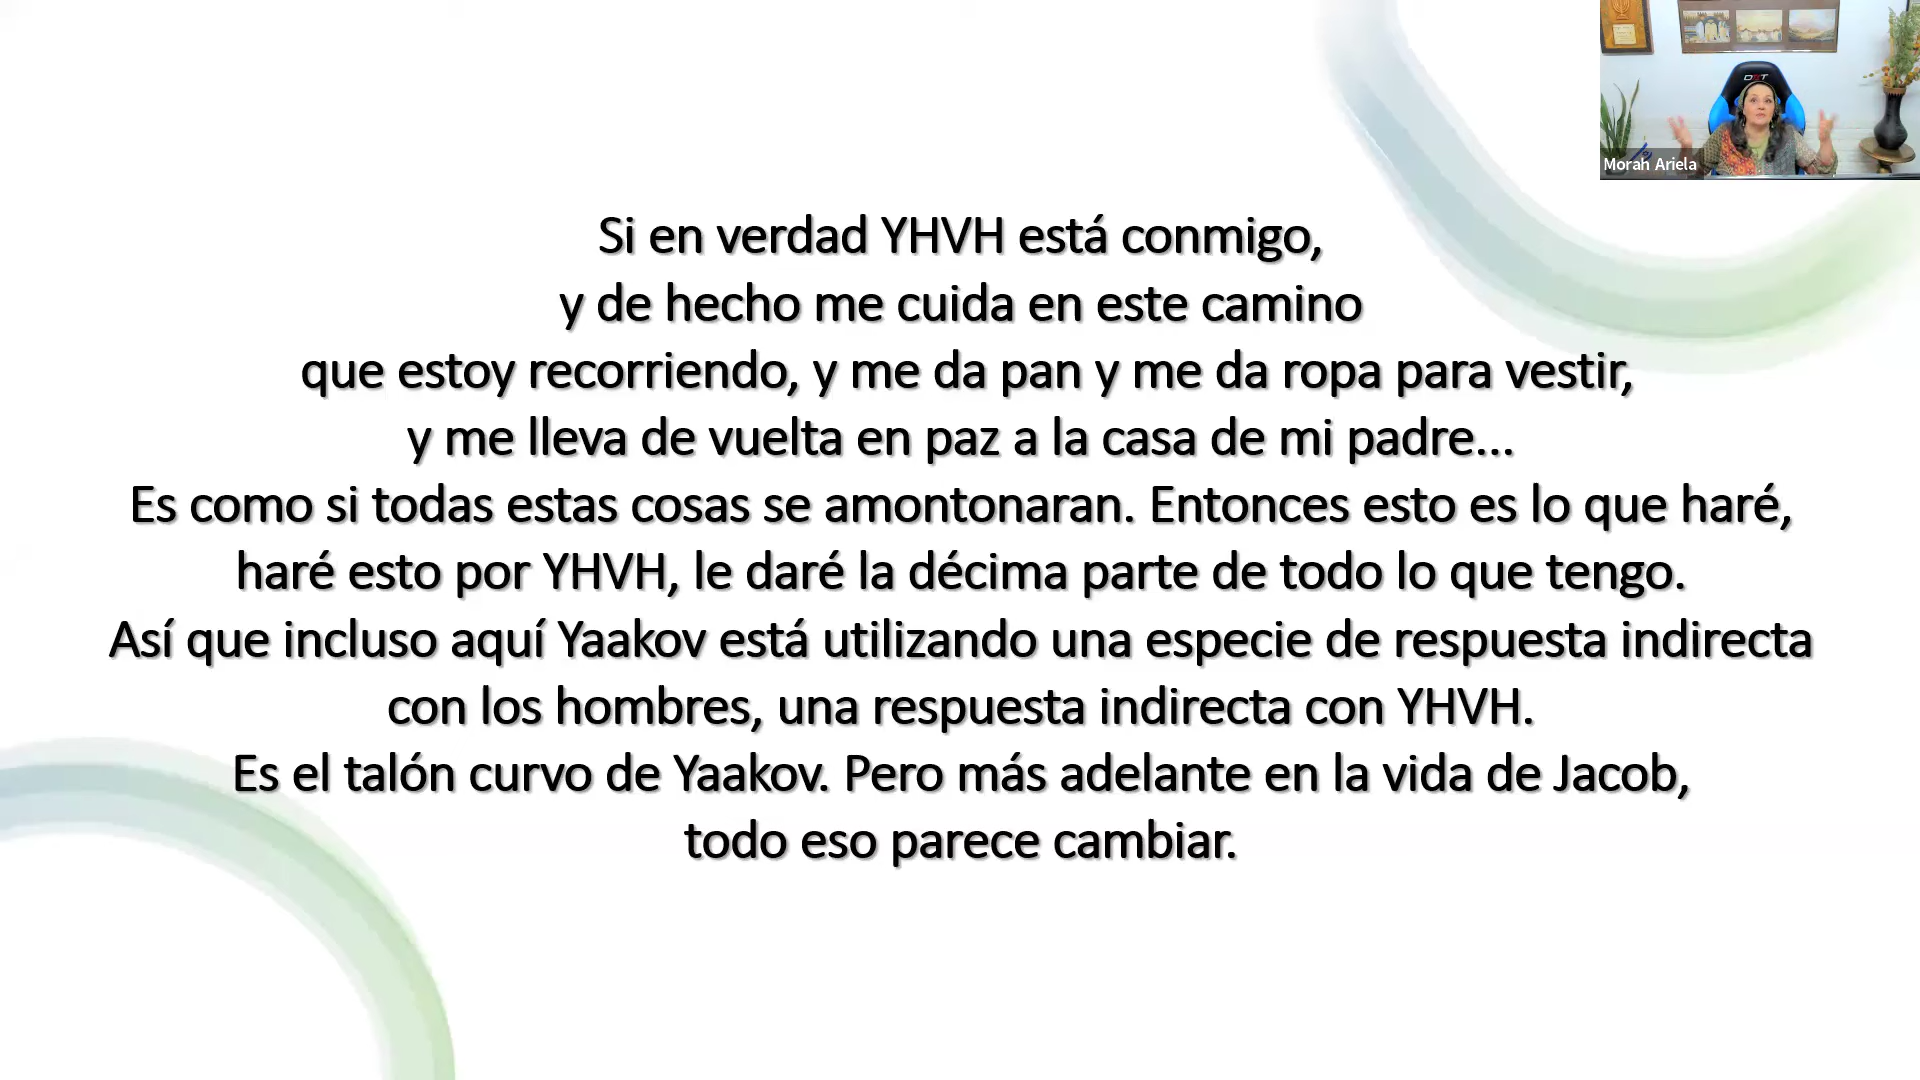 Morah Ariela
Si en verdad YHVH está conmigo,
y de hecho me cuida en este camino
que estoy recorriendo, y me da pan y me da ropa para vestir,
y me lleva de vuelta en paz a la casa de mi padre...
Es como si todas estas cosas se amontonaran. Entonces esto es lo que haré,
haré esto por YHVH, le daré la décima parte de todo lo que tengo.
Así que incluso aquí Yaakov está utilizando una especie de respuesta indirecta
con los hombres, una respuesta indirecta con YHVH.
Es el talón curvo de Yaakov. Pero más adelante en la vida de Jacob,
todo eso parece cambiar.